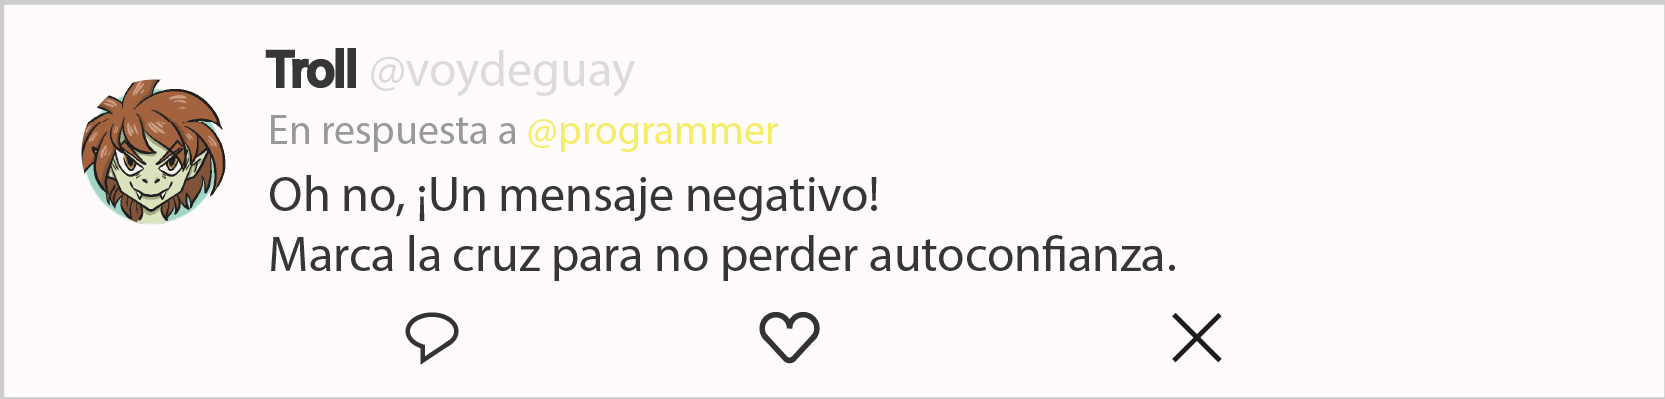 Troll @voydeguay
En respuesta a @programmer
Oh no, ¡Un mensaje negativo!
Marca la cruz para no perder autoconfianza.